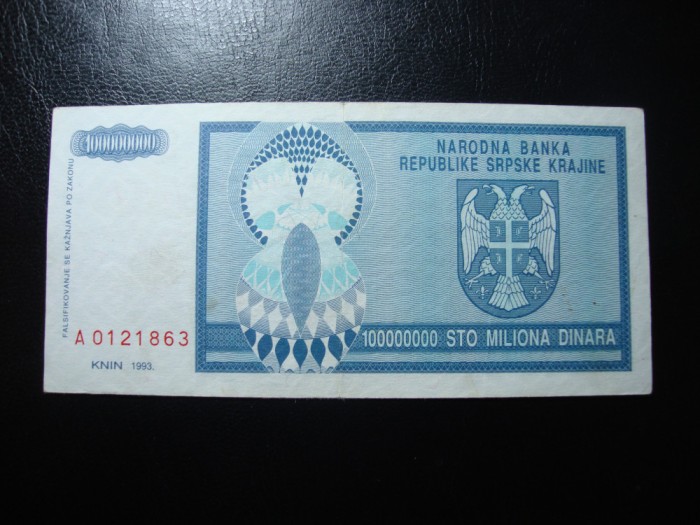 100000000
FALSIFIKOVANJE SE KAŽNJAVA PO ZAKONU
A 0121863
KNIN 1993.
NARODNA BANKA
REPUBLIKE SRPSKE KRAJINE
100000000 STO MILIONA DINARA